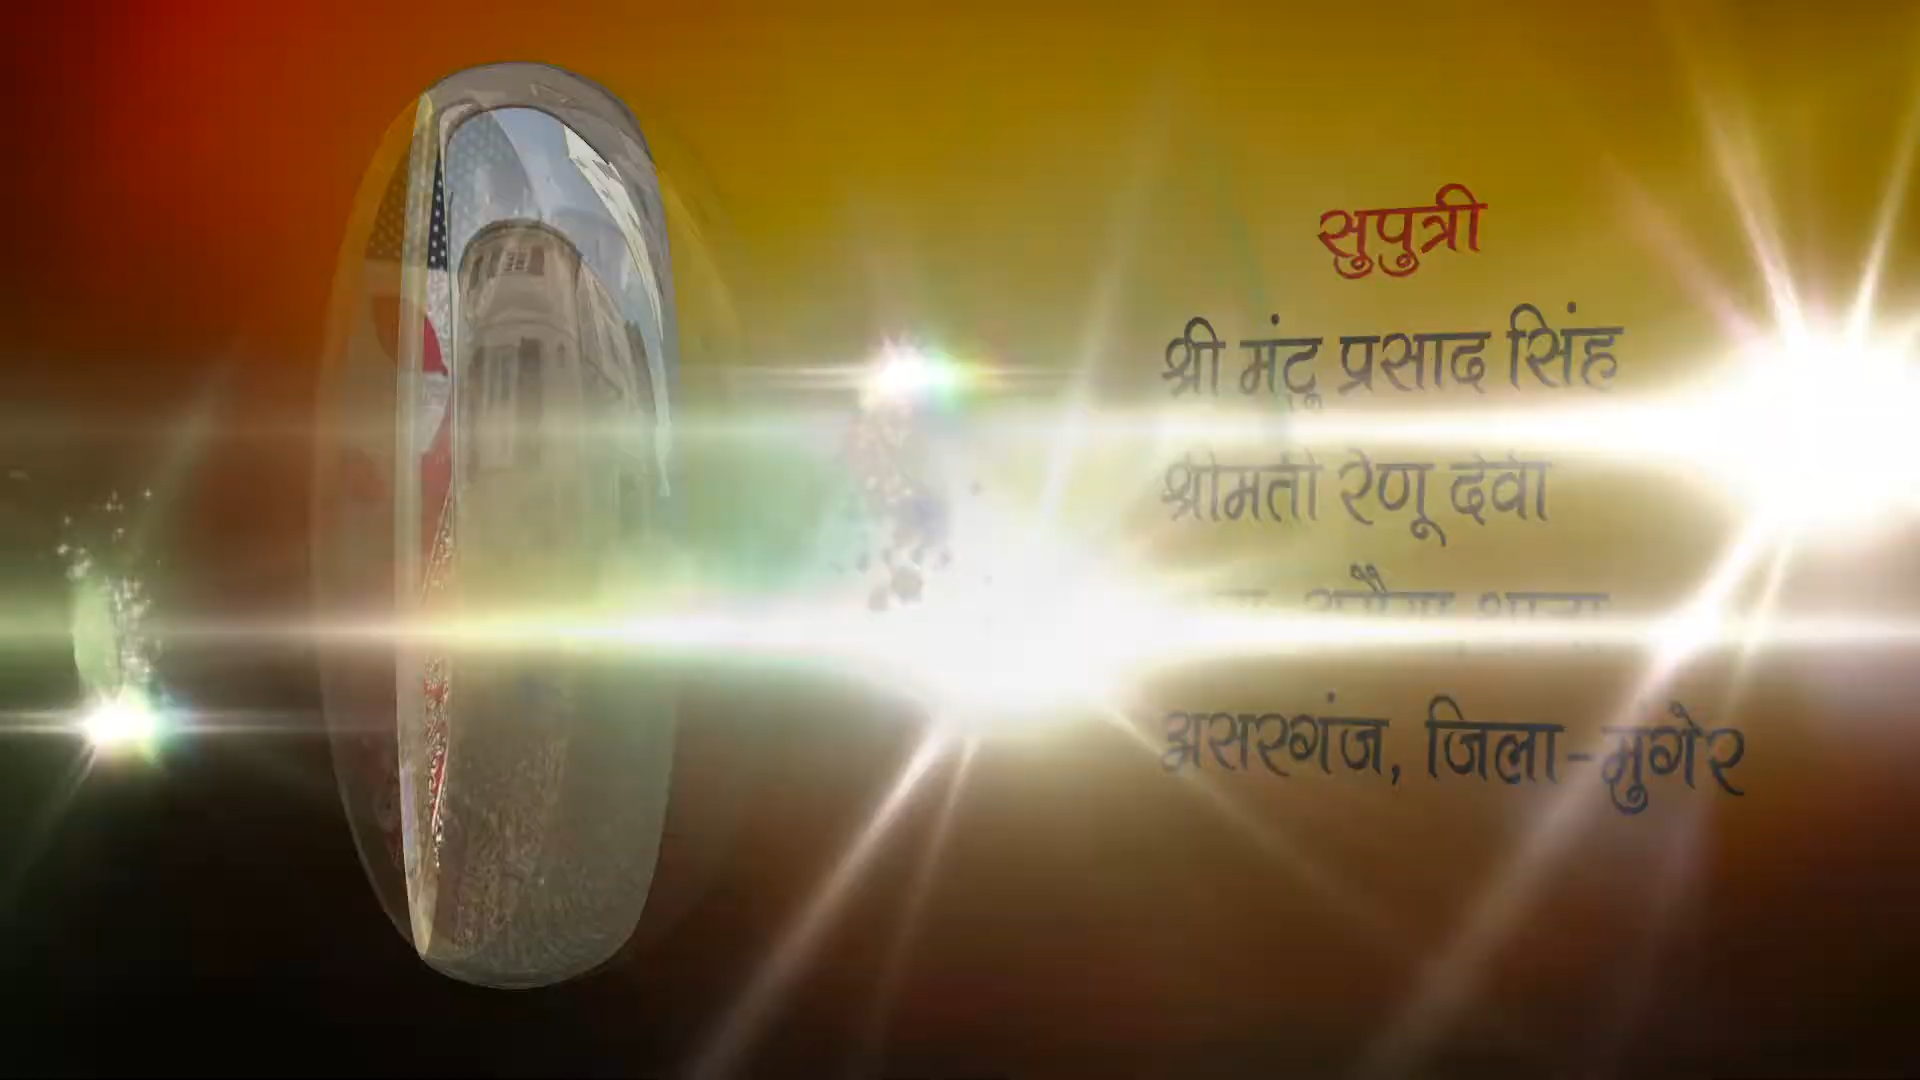 सुपुत्री
श्री मंटू प्रसाद सिंह
श्रीमती रेणू देवी
असरगंज, जिला-मुंगेर